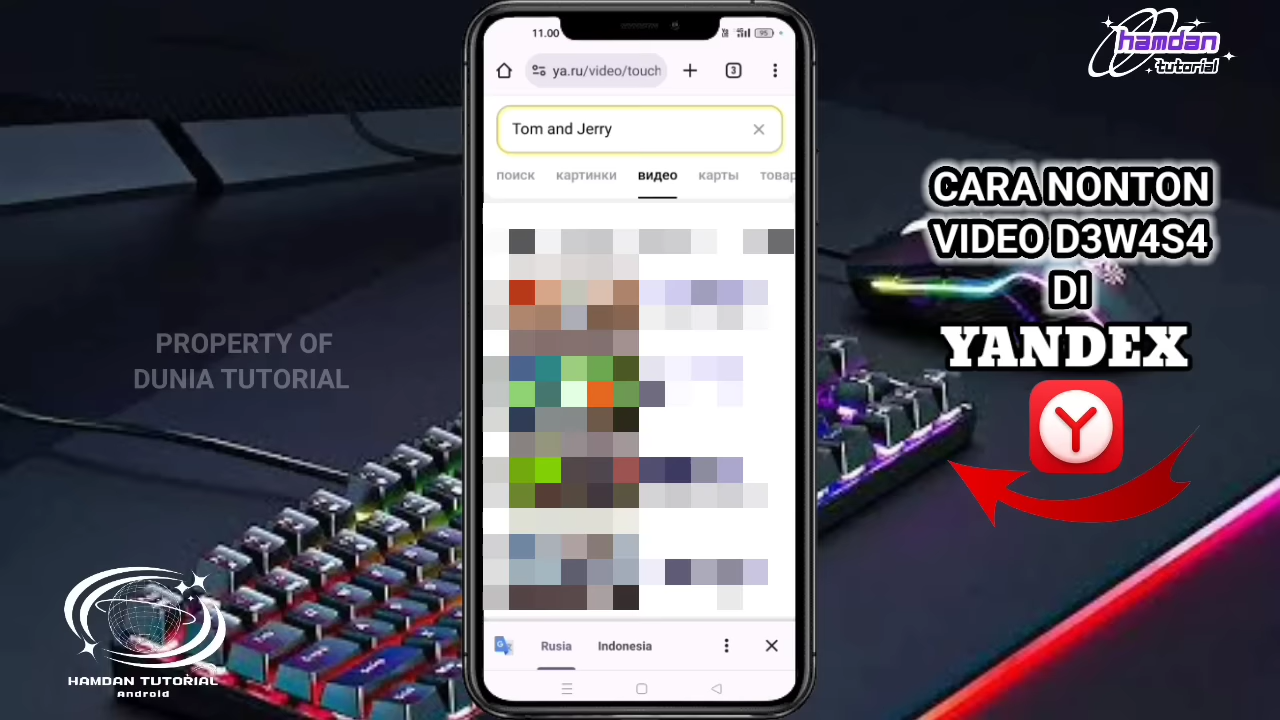 hamdan
tutorial
11.00
95
ya.ru/video/touch
3
Tom and Jerry
поиск картинки видео карты товар
CARA NONTON
VIDEO D3W4S4
DI
YANDEX
Y
PROPERTY OF
DUNIA TUTORIAL
HAMDAN TUTORIAL
Android
Rusia Indonesia